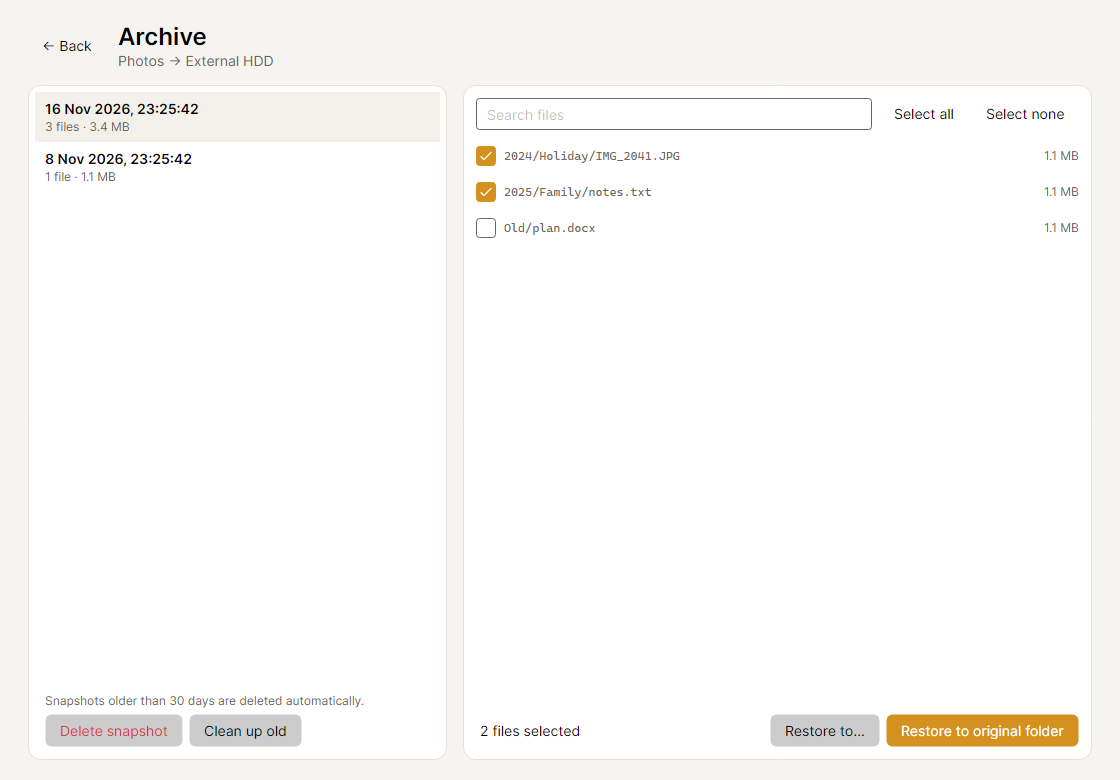 ← Back
Archive
Photos → External HDD
16 Nov 2026, 23:25:42
3 files · 3.4 MB
8 Nov 2026, 23:25:42
1 file · 1.1 MB
Snapshots older than 30 days are deleted automatically.
Delete snapshot
Clean up old
Search files
Select all
Select none
2024/Holiday/IMG_2041.JPG 1.1 MB
2025/Family/notes.txt 1.1 MB
Old/plan.docx 1.1 MB
2 files selected
Restore to...
Restore to original folder